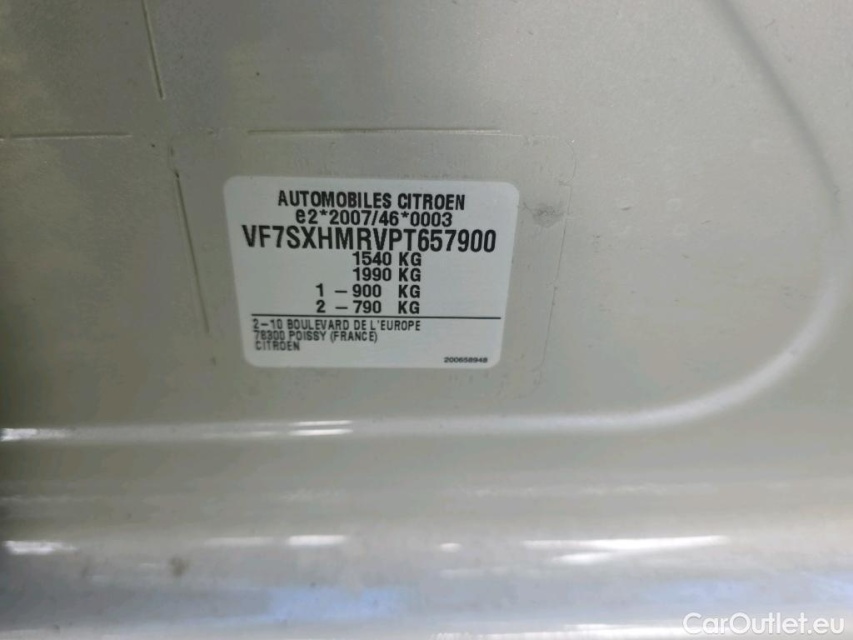 AUTOMOBILES CITROEN
e2*2007/46*0003
VF7SXHMRVPT657900
1540 KG
1990 KG
1 – 900 KG
2 – 790 KG
2–10 BOULEVARD DE L'EUROPE
78300 POISSY (FRANCE)
CITROEN
200658948
CarOutlet.eu